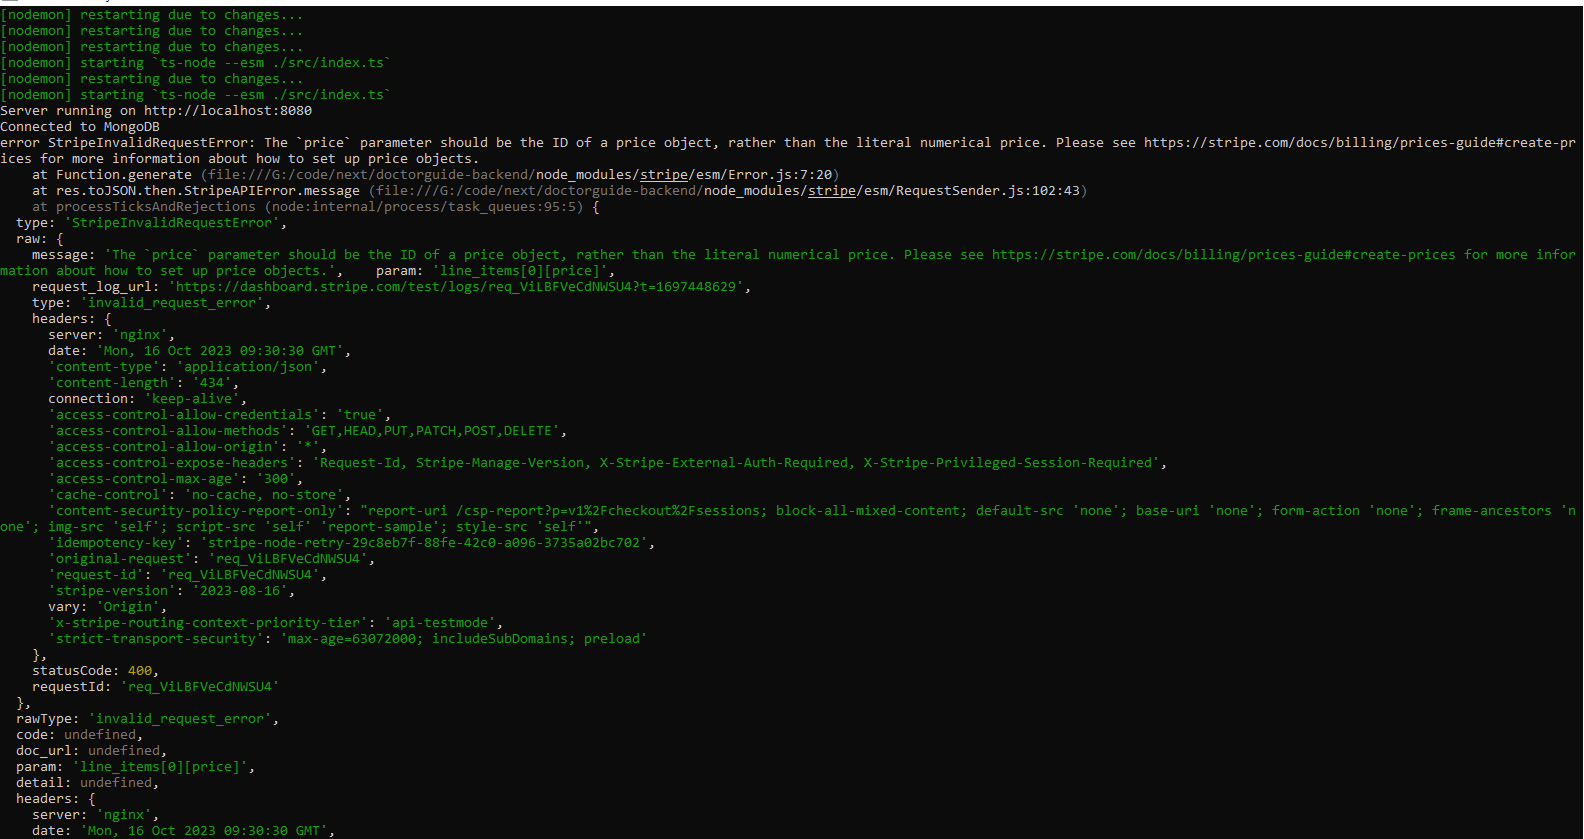 [nodemon] restarting due to changes...
[nodemon] restarting due to changes...
[nodemon] restarting due to changes...
[nodemon] starting `ts-node --esm ./src/index.ts`
[nodemon] restarting due to changes...
[nodemon] starting `ts-node --esm ./src/index.ts`
Server running on http://localhost:8080
Connected to MongoDB
error StripeInvalidRequestError: The `price` parameter should be the ID of a price object, rather than the literal numerical price. Please see https://stripe.com/docs/billing/prices-guide#create-pr
ices for more information about how to set up price objects.
    at Function.generate (file:///G:/code/next/doctorguide-backend/node_modules/stripe/esm/Error.js:7:20)
    at res.toJSON.then.StripeAPIError.message (file:///G:/code/next/doctorguide-backend/node_modules/stripe/esm/RequestSender.js:102:43)
    at processTicksAndRejections (node:internal/process/task_queues:95:5) {
  type: 'StripeInvalidRequestError',
  raw: {
    message: 'The `price` parameter should be the ID of a price object, rather than the literal numerical price. Please see https://stripe.com/docs/billing/prices-guide#create-prices for more infor
mation about how to set up price objects.',    param: 'line_items[0][price]',
    request_log_url: 'https://dashboard.stripe.com/test/logs/req_ViLBFVeCdNWSU4?t=1697448629',
    type: 'invalid_request_error',
    headers: {
      server: 'nginx',
      date: 'Mon, 16 Oct 2023 09:30:30 GMT',
      'content-type': 'application/json',
      'content-length': '434',
      connection: 'keep-alive',
      'access-control-allow-credentials': 'true',
      'access-control-allow-methods': 'GET,HEAD,PUT,PATCH,POST,DELETE',
      'access-control-allow-origin': '*',
      'access-control-expose-headers': 'Request-Id, Stripe-Manage-Version, X-Stripe-External-Auth-Required, X-Stripe-Privileged-Session-Required',
      'access-control-max-age': '300',
      'cache-control': 'no-cache, no-store',
      'content-security-policy-report-only': "report-uri /csp-report?p=v1%2Fcheckout%2Fsessions; block-all-mixed-content; default-src 'none'; base-uri 'none'; form-action 'none'; frame-ancestors 'n
one'; img-src 'self'; script-src 'self' 'report-sample'; style-src 'self'",
      'idempotency-key': 'stripe-node-retry-29c8eb7f-88fe-42c0-a096-3735a02bc702',
      'original-request': 'req_ViLBFVeCdNWSU4',
      'request-id': 'req_ViLBFVeCdNWSU4',
      'stripe-version': '2023-08-16',
      vary: 'Origin',
      'x-stripe-routing-context-priority-tier': 'api-testmode',
      'strict-transport-security': 'max-age=63072000; includeSubDomains; preload'
    },
    statusCode: 400,
    requestId: 'req_ViLBFVeCdNWSU4'
  },
  rawType: 'invalid_request_error',
  code: undefined,
  doc_url: undefined,
  param: 'line_items[0][price]',
  detail: undefined,
  headers: {
    server: 'nginx',
    date: 'Mon, 16 Oct 2023 09:30:30 GMT',